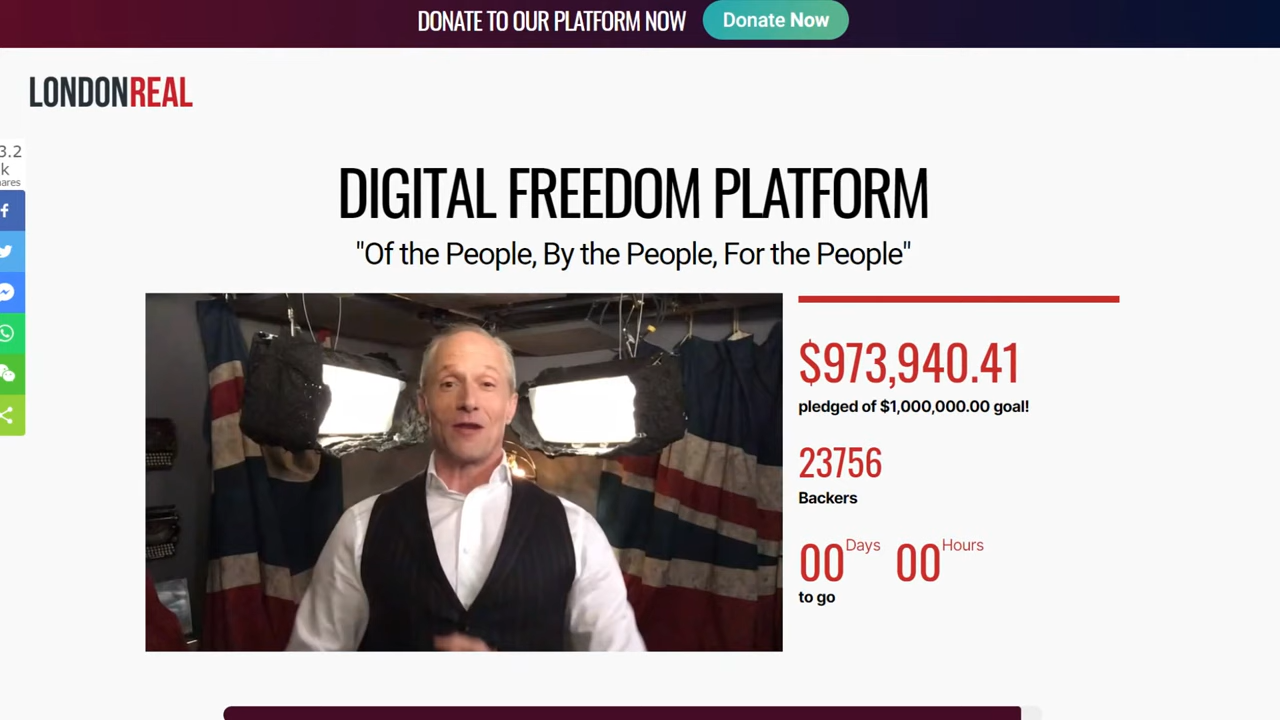 DONATE TO OUR PLATFORM NOW
Donate Now
LONDONREAL
3.2
k
DIGITAL FREEDOM PLATFORM
"Of the People, By the People, For the People"
$973,940.41
pledged of $1,000,000.00 goal!
23756
Backers
00 Days 00 Hours
to go